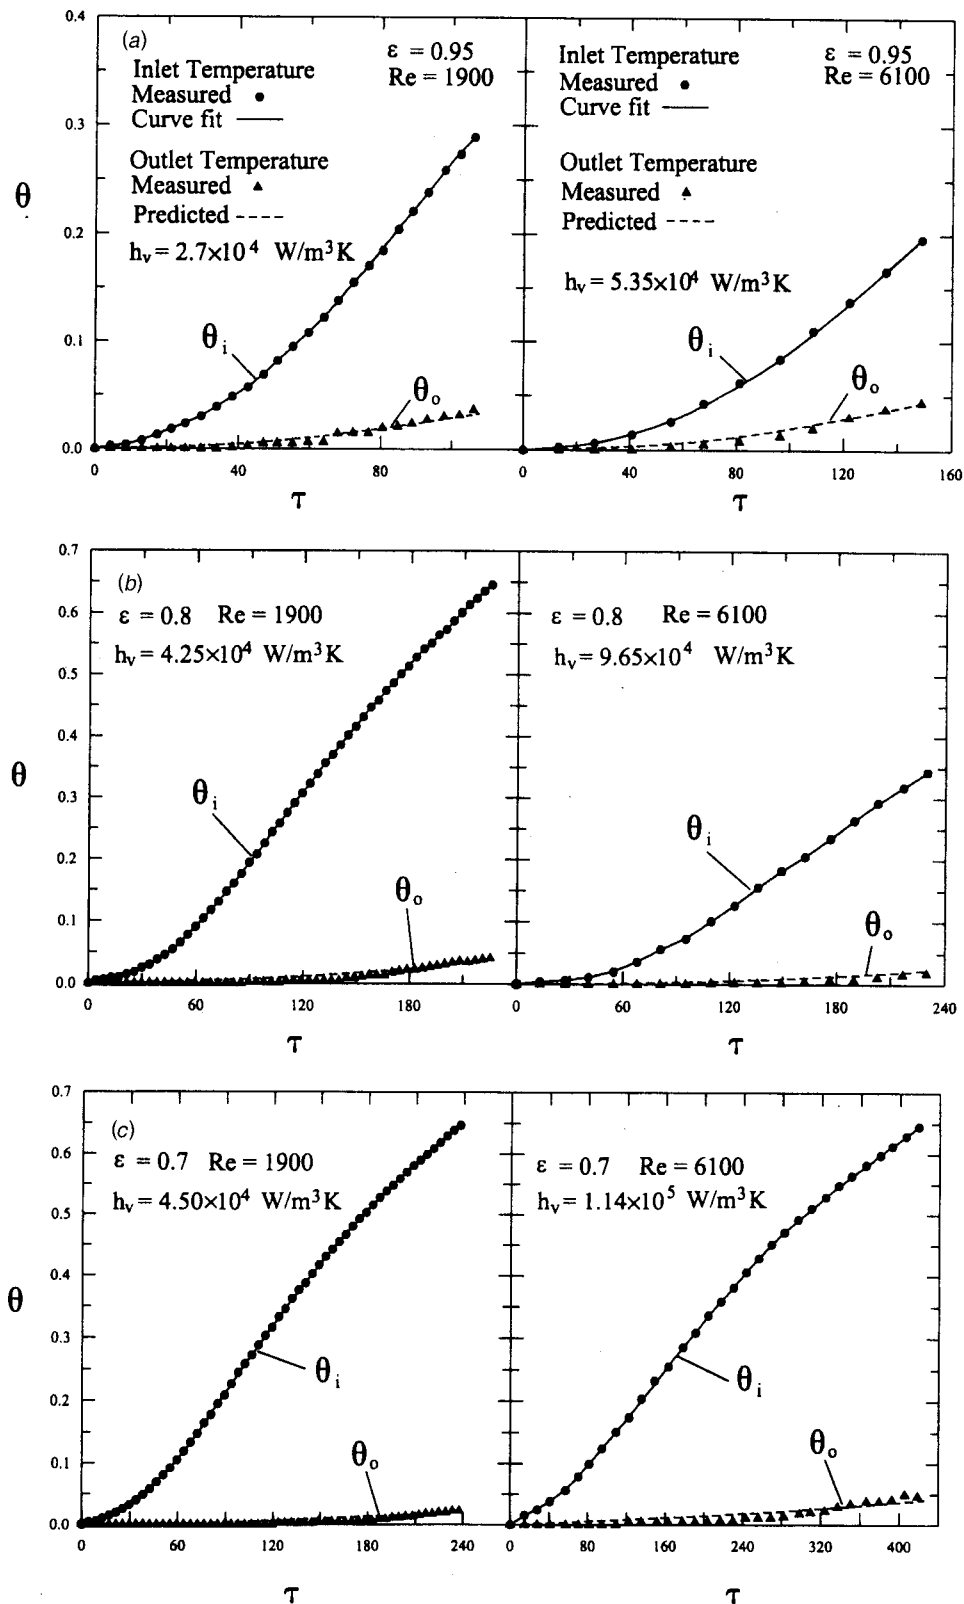 (a)
ε = 0.95
Re = 1900
Inlet Temperature
Measured ●
Curve fit ——
Outlet Temperature
Measured ▲
Predicted ----
h_v = 2.7×10^4 W/m^3K
θ_i
θ_o
θ
0.4
0.3
0.2
0.1
0.0
0 40 80
τ
Inlet Temperature
ε = 0.95
Measured ●
Re = 6100
Curve fit ——
Outlet Temperature
Measured ▲
Predicted ----
h_v = 5.35×10^4 W/m^3K
θ_i
θ_o
0 40 80 120 160
τ
(b)
ε = 0.8 Re = 1900
h_v = 4.25×10^4 W/m^3K
θ_i
θ_o
θ
0.7
0.6
0.5
0.4
0.3
0.2
0.1
0.0
0 60 120 180
τ
ε = 0.8 Re = 6100
h_v = 9.65×10^4 W/m^3K
θ_i
θ_o
0 60 120 180 240
τ
(c)
ε = 0.7 Re = 1900
h_v = 4.50×10^4 W/m^3K
θ_i
θ_o
θ
0.7
0.6
0.5
0.4
0.3
0.2
0.1
0.0
0 60 120 180 240
τ
ε = 0.7 Re = 6100
h_v = 1.14×10^5 W/m^3K
θ_i
θ_o
0 80 160 240 320 400
τ